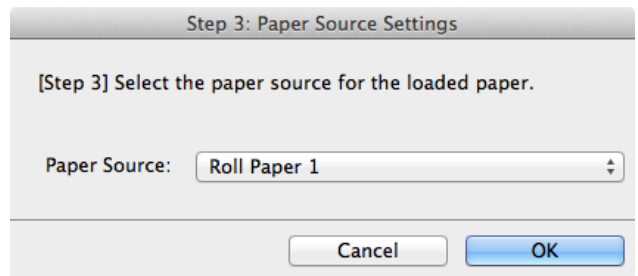 Step 3: Paper Source Settings
[Step 3] Select the paper source for the loaded paper.
Paper Source: Roll Paper 1
Cancel OK